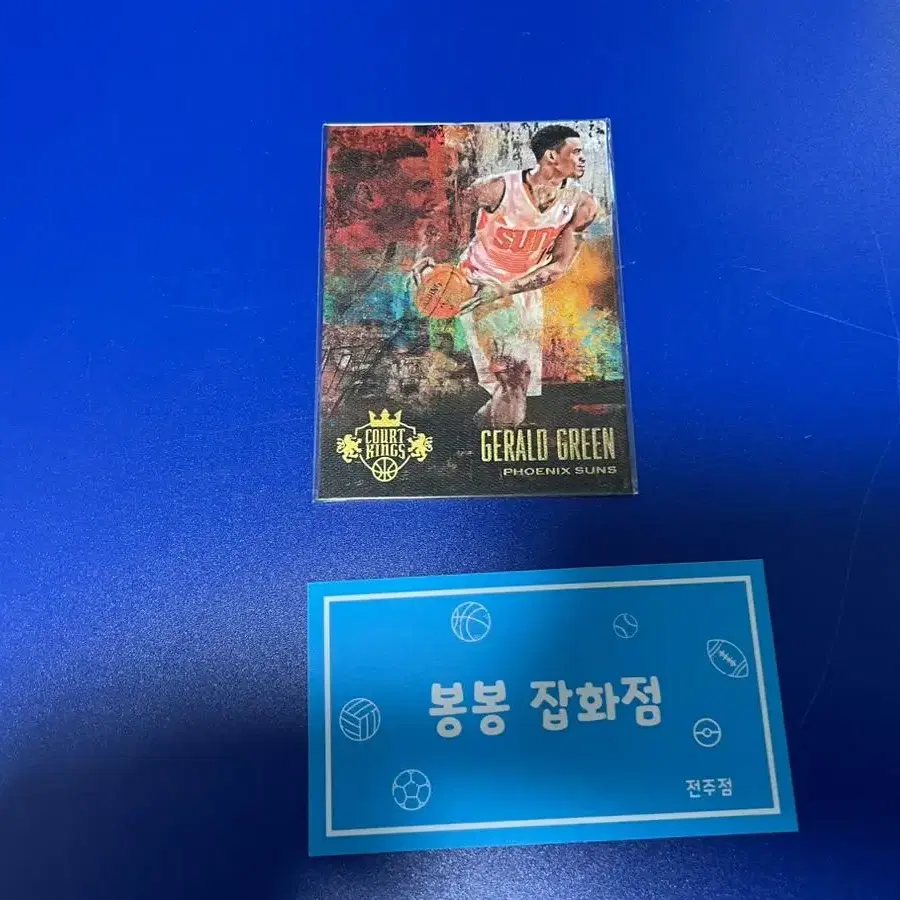 SUNS
COURT
KINGS
GERALD GREEN
PHOENIX SUNS
봉봉 잡화점
전주점